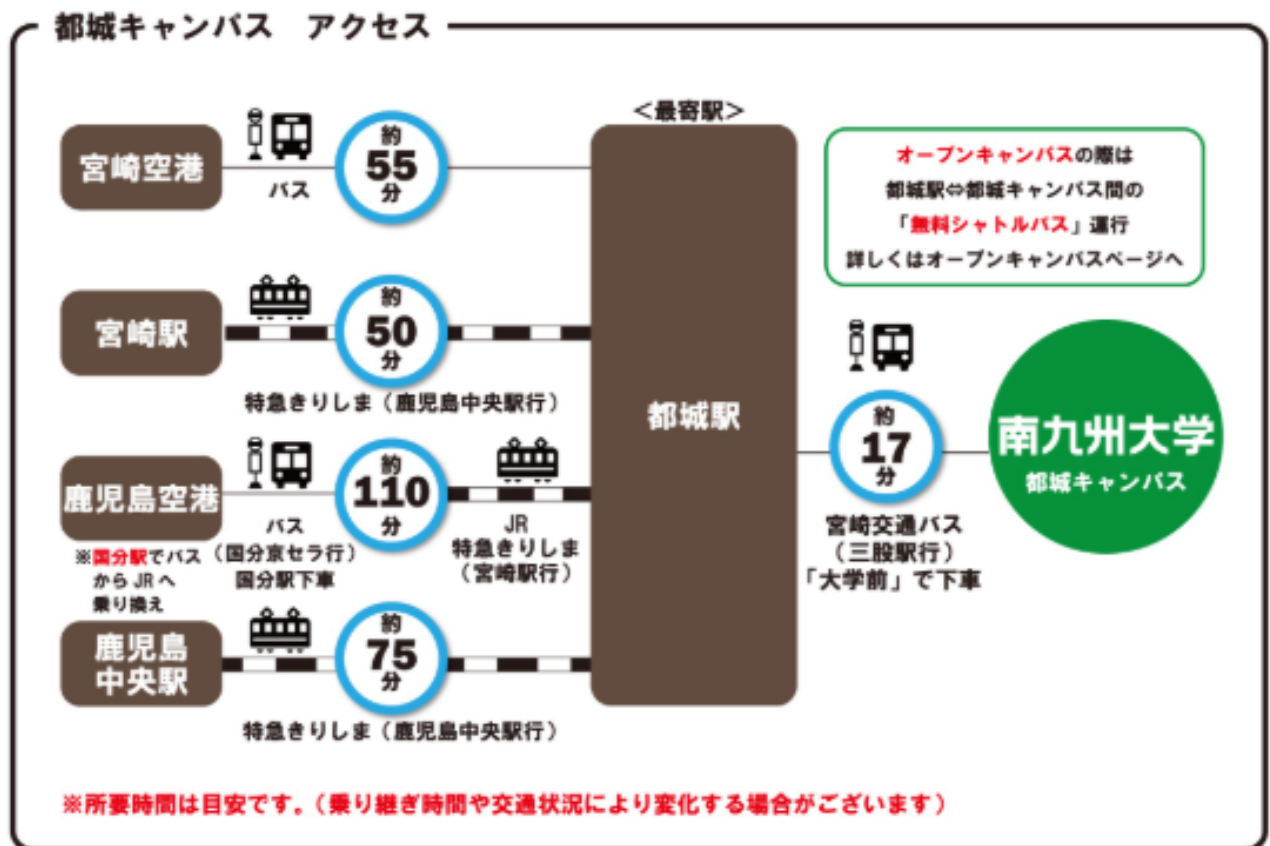 都城キャンパス アクセス
宮崎空港
バス
約
55
分
宮崎駅
約
50
分
特急きりしま(鹿児島中央駅行)
鹿児島空港
※国分駅でバス
からJRへ
乗り換え
バス
(国分京セラ行)
国分駅下車
約
110
分
JR
特急きりしま
(宮崎駅行)
鹿児島
中央駅
約
75
分
特急きりしま(鹿児島中央駅行)
<最寄駅>
都城駅
オープンキャンパスの際は
都城駅⇔都城キャンパス間の
「無料シャトルバス」運行
詳しくはオープンキャンパスページへ
約
17
分
宮崎交通バス
(三股駅行)
「大学前」で下車
南九州大学
都城キャンパス
※所要時間は目安です。(乗り継ぎ時間や交通状況により変化する場合がございます)